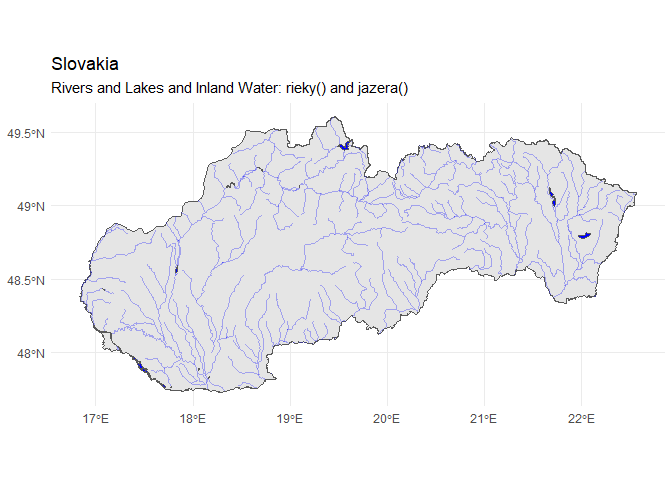 Slovakia
Rivers and Lakes and Inland Water: rieky() and jazera()
49.5°N
49°N
48.5°N
48°N
17°E 18°E 19°E 20°E 21°E 22°E